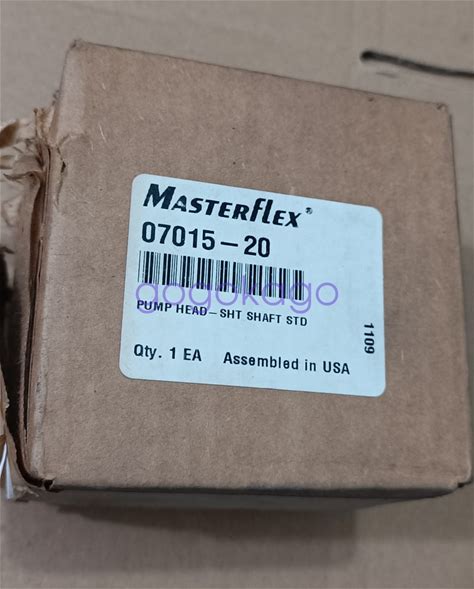 MASTERFLEX®
07015-20
gogokago
PUMP HEAD-SHT SHAFT STD
Qty. 1 EA Assembled in USA
1109